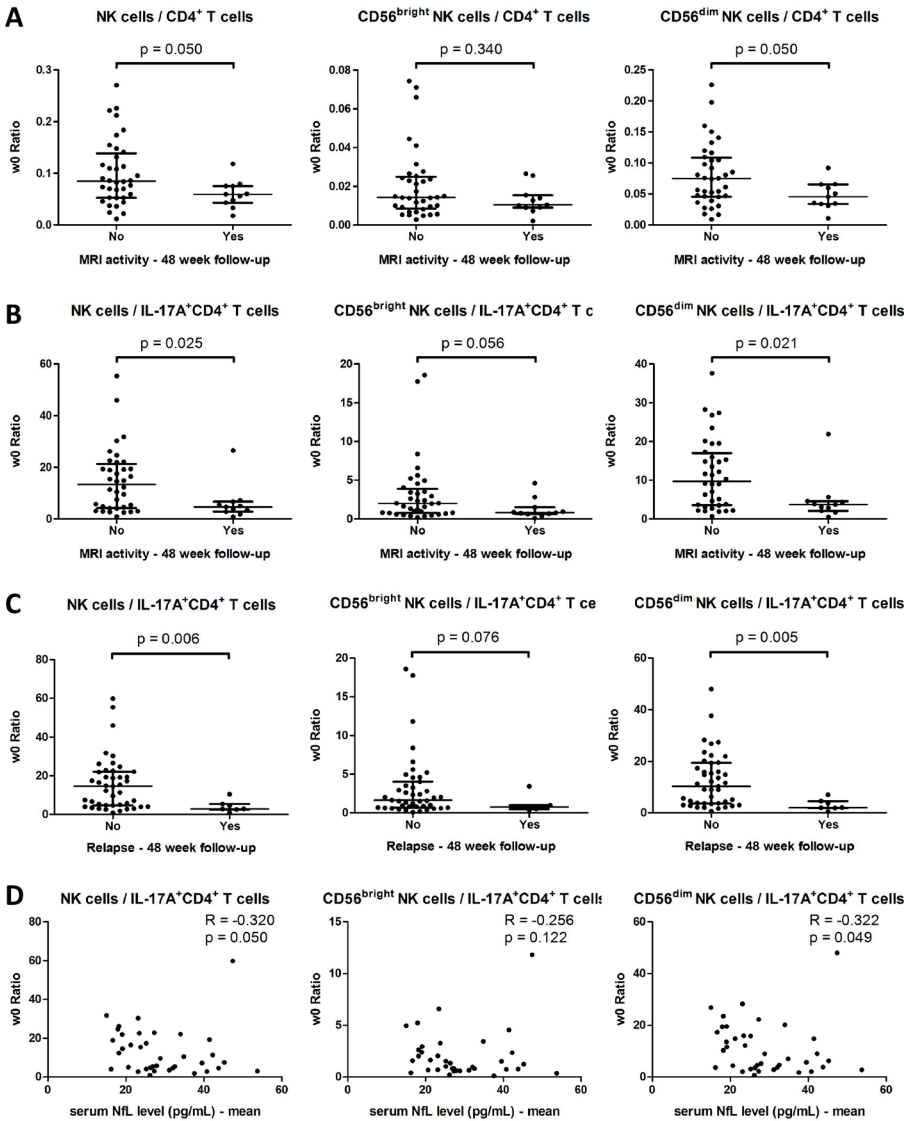 A
NK cells / CD4⁺ T cells
CD56ᵇʳⁱᵍʰᵗ NK cells / CD4⁺ T cells
CD56ᵈⁱᵐ NK cells / CD4⁺ T cells
p = 0.050
p = 0.340
p = 0.050
w0 Ratio
0.3
0.2
0.1
0.0
No
Yes
MRI activity - 48 week follow-up
w0 Ratio
0.08
0.06
0.04
0.02
0.00
No
Yes
MRI activity - 48 week follow-up
w0 Ratio
0.25
0.20
0.15
0.10
0.05
0.00
No
Yes
MRI activity - 48 week follow-up
B
NK cells / IL-17A⁺CD4⁺ T cells
CD56ᵇʳⁱᵍʰᵗ NK cells / IL-17A⁺CD4⁺ T c
CD56ᵈⁱᵐ NK cells / IL-17A⁺CD4⁺ T cells
p = 0.025
p = 0.056
p = 0.021
w0 Ratio
60
40
20
0
No
Yes
MRI activity - 48 week follow-up
w0 Ratio
20
15
10
5
0
No
Yes
MRI activity - 48 week follow-up
w0 Ratio
40
30
20
10
0
No
Yes
MRI activity - 48 week follow-up
C
NK cells / IL-17A⁺CD4⁺ T cells
CD56ᵇʳⁱᵍʰᵗ NK cells / IL-17A⁺CD4⁺ T ce
CD56ᵈⁱᵐ NK cells / IL-17A⁺CD4⁺ T cells
p = 0.006
p = 0.076
p = 0.005
w0 Ratio
80
60
40
20
0
No
Yes
Relapse - 48 week follow-up
w0 Ratio
20
15
10
5
0
No
Yes
Relapse - 48 week follow-up
w0 Ratio
60
40
20
0
No
Yes
Relapse - 48 week follow-up
D
NK cells / IL-17A⁺CD4⁺ T cells
CD56ᵇʳⁱᵍʰᵗ NK cells / IL-17A⁺CD4⁺ T cells
CD56ᵈⁱᵐ NK cells / IL-17A⁺CD4⁺ T cells
R = -0.320
p = 0.050
R = -0.256
p = 0.122
R = -0.322
p = 0.049
w0 Ratio
80
60
40
20
0
0 20 40 60
serum NfL level (pg/mL) - mean
w0 Ratio
15
10
5
0
0 20 40 60
serum NfL level (pg/mL) - mean
w0 Ratio
60
40
20
0
0 20 40 60
serum NfL level (pg/mL) - mean